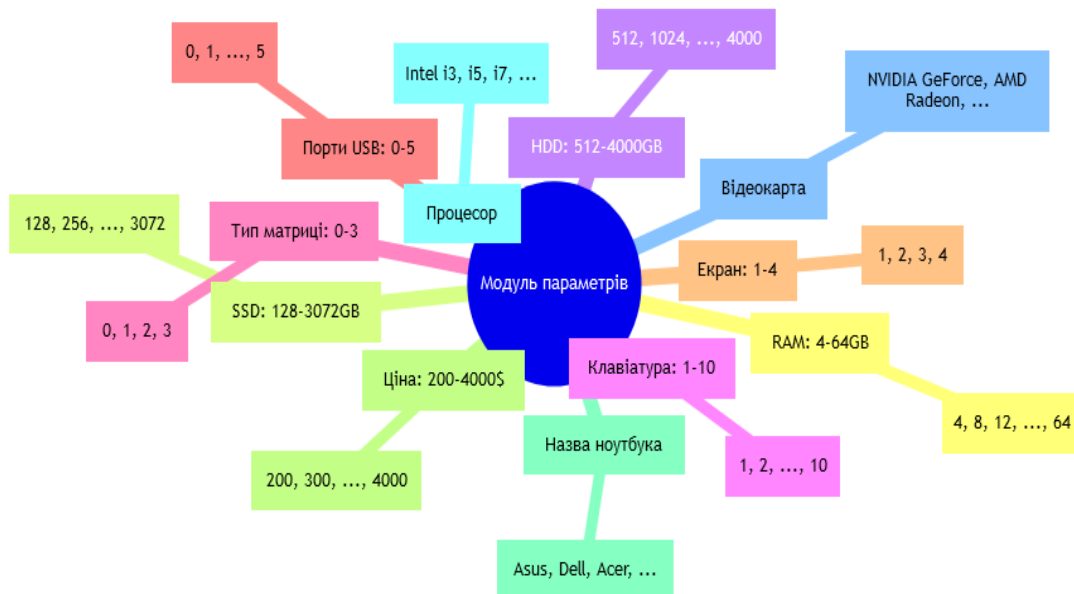 512, 1024, ..., 4000
0, 1, ..., 5
Intel i3, i5, i7, ...
NVIDIA GeForce, AMD
Radeon, ...
Порти USB: 0-5
HDD: 512-4000GB
Відеокарта
Процесор
128, 256, ..., 3072
Тип матриці: 0-3
Екран: 1-4
1, 2, 3, 4
Модуль параметрів
SSD: 128-3072GB
0, 1, 2, 3
RAM: 4-64GB
Ціна: 200-4000$
Клавіатура: 1-10
4, 8, 12, ..., 64
Назва ноутбука
200, 300, ..., 4000
1, 2, ..., 10
Asus, Dell, Acer, ...